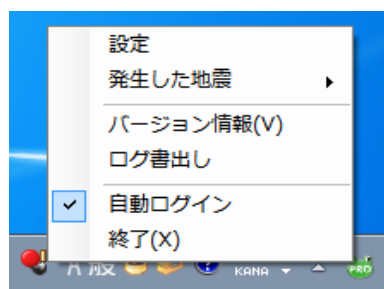 設定
発生した地震
バージョン情報(V)
ログ書出し
自動ログイン
終了(X)
A 般
KANA
PRO